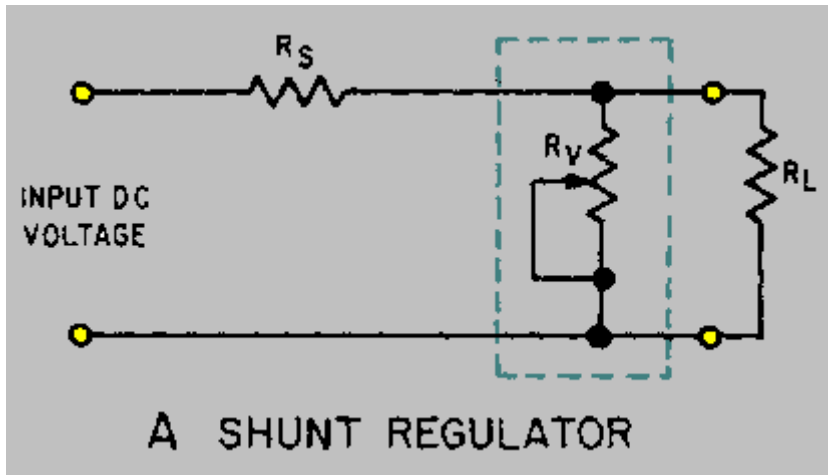 RS
RV
INPUT DC
VOLTAGE
RL
A SHUNT REGULATOR